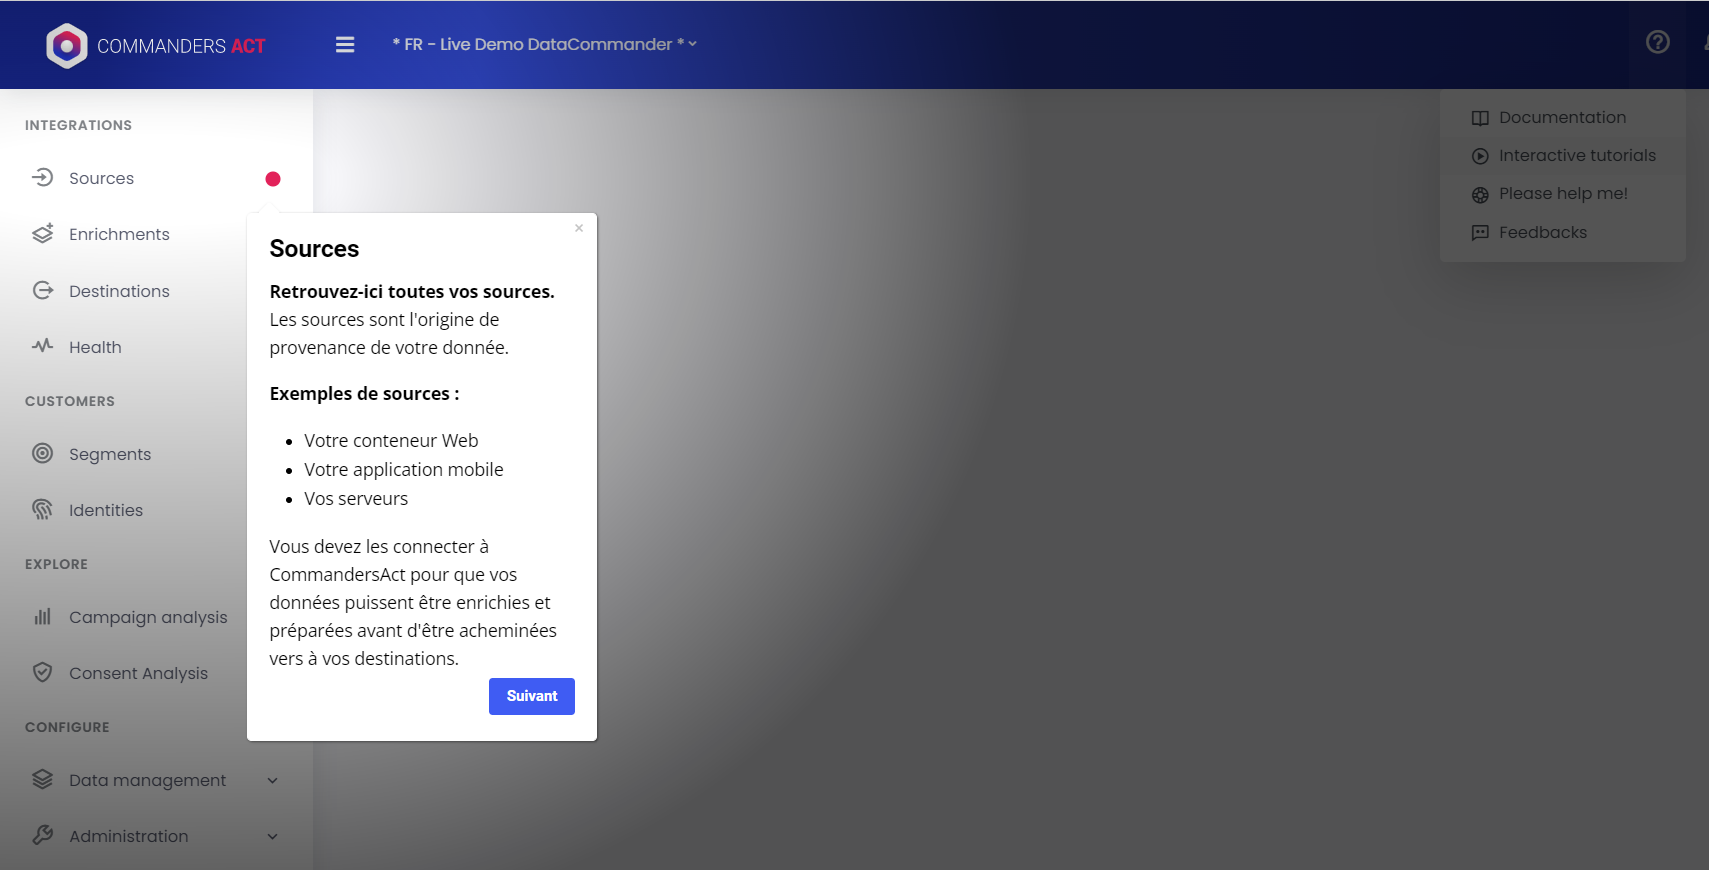 COMMANDERS ACT
* FR - Live Demo DataCommander *
INTEGRATIONS
Sources
Enrichments
Destinations
Health
CUSTOMERS
Segments
Identities
EXPLORE
Campaign analysis
Consent Analysis
CONFIGURE
Data management
Administration
Sources
Retrouvez-ici toutes vos sources.
Les sources sont l'origine de
provenance de votre donnée.
Exemples de sources :
Votre conteneur Web
Votre application mobile
Vos serveurs
Vous devez les connecter à
CommandersAct pour que vos
données puissent être enrichies et
préparées avant d'être acheminées
vers à vos destinations.
Suivant
Documentation
Interactive tutorials
Please help me!
Feedbacks